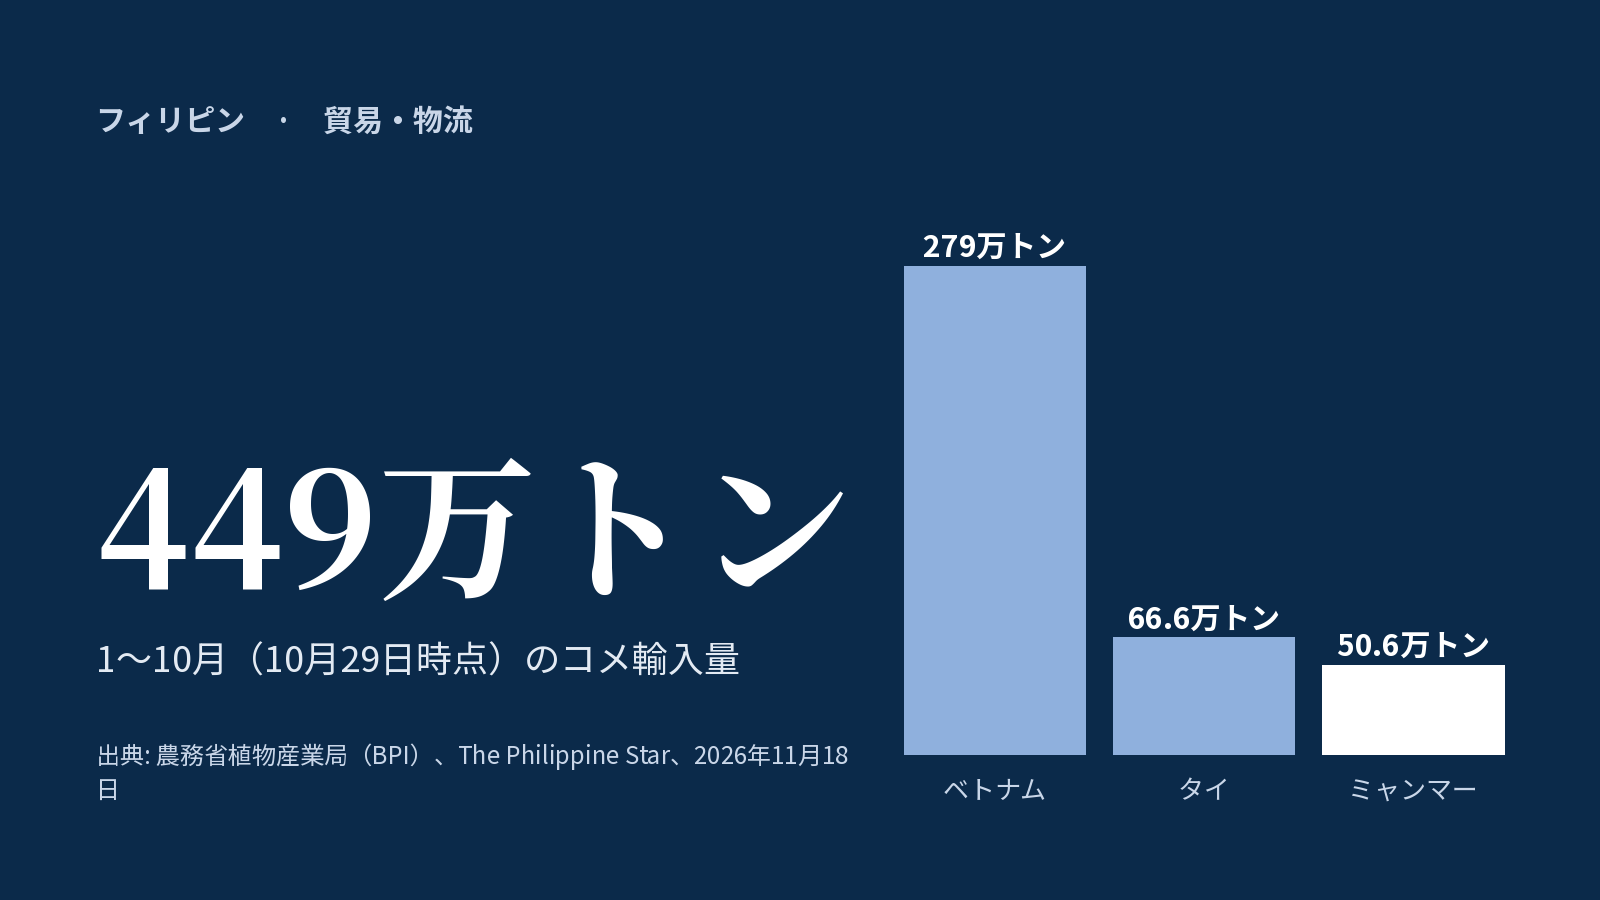 フィリピン · 貿易・物流
449万トン
1〜10月（10月29日時点）のコメ輸入量
出典: 農務省植物産業局（BPI）、The Philippine Star、2026年11月18
日
279万トン
66.6万トン
50.6万トン
ベトナム
タイ
ミャンマー